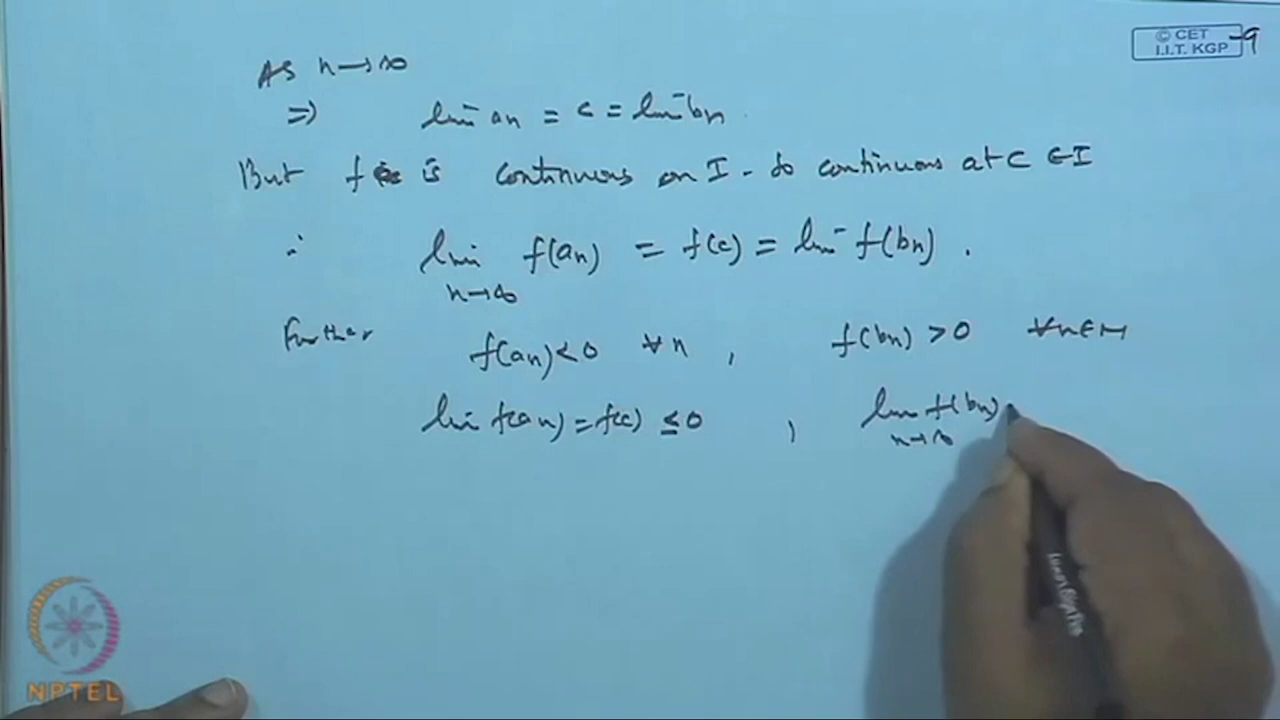 © CET
I.I.T. KGP
-9
As n→∞
⇒ lim an = c = lim bn.
But f is continuous on I - so continuous at c ∈ I
∴ lim f(an) = f(c) = lim f(bn).
n→∞
Further f(an) < 0 ∀ n , f(bn) > 0 ∀ n ∈ N
lim f(an) = f(c) ≤ 0 , lim f(bn)
n→∞
NPTEL